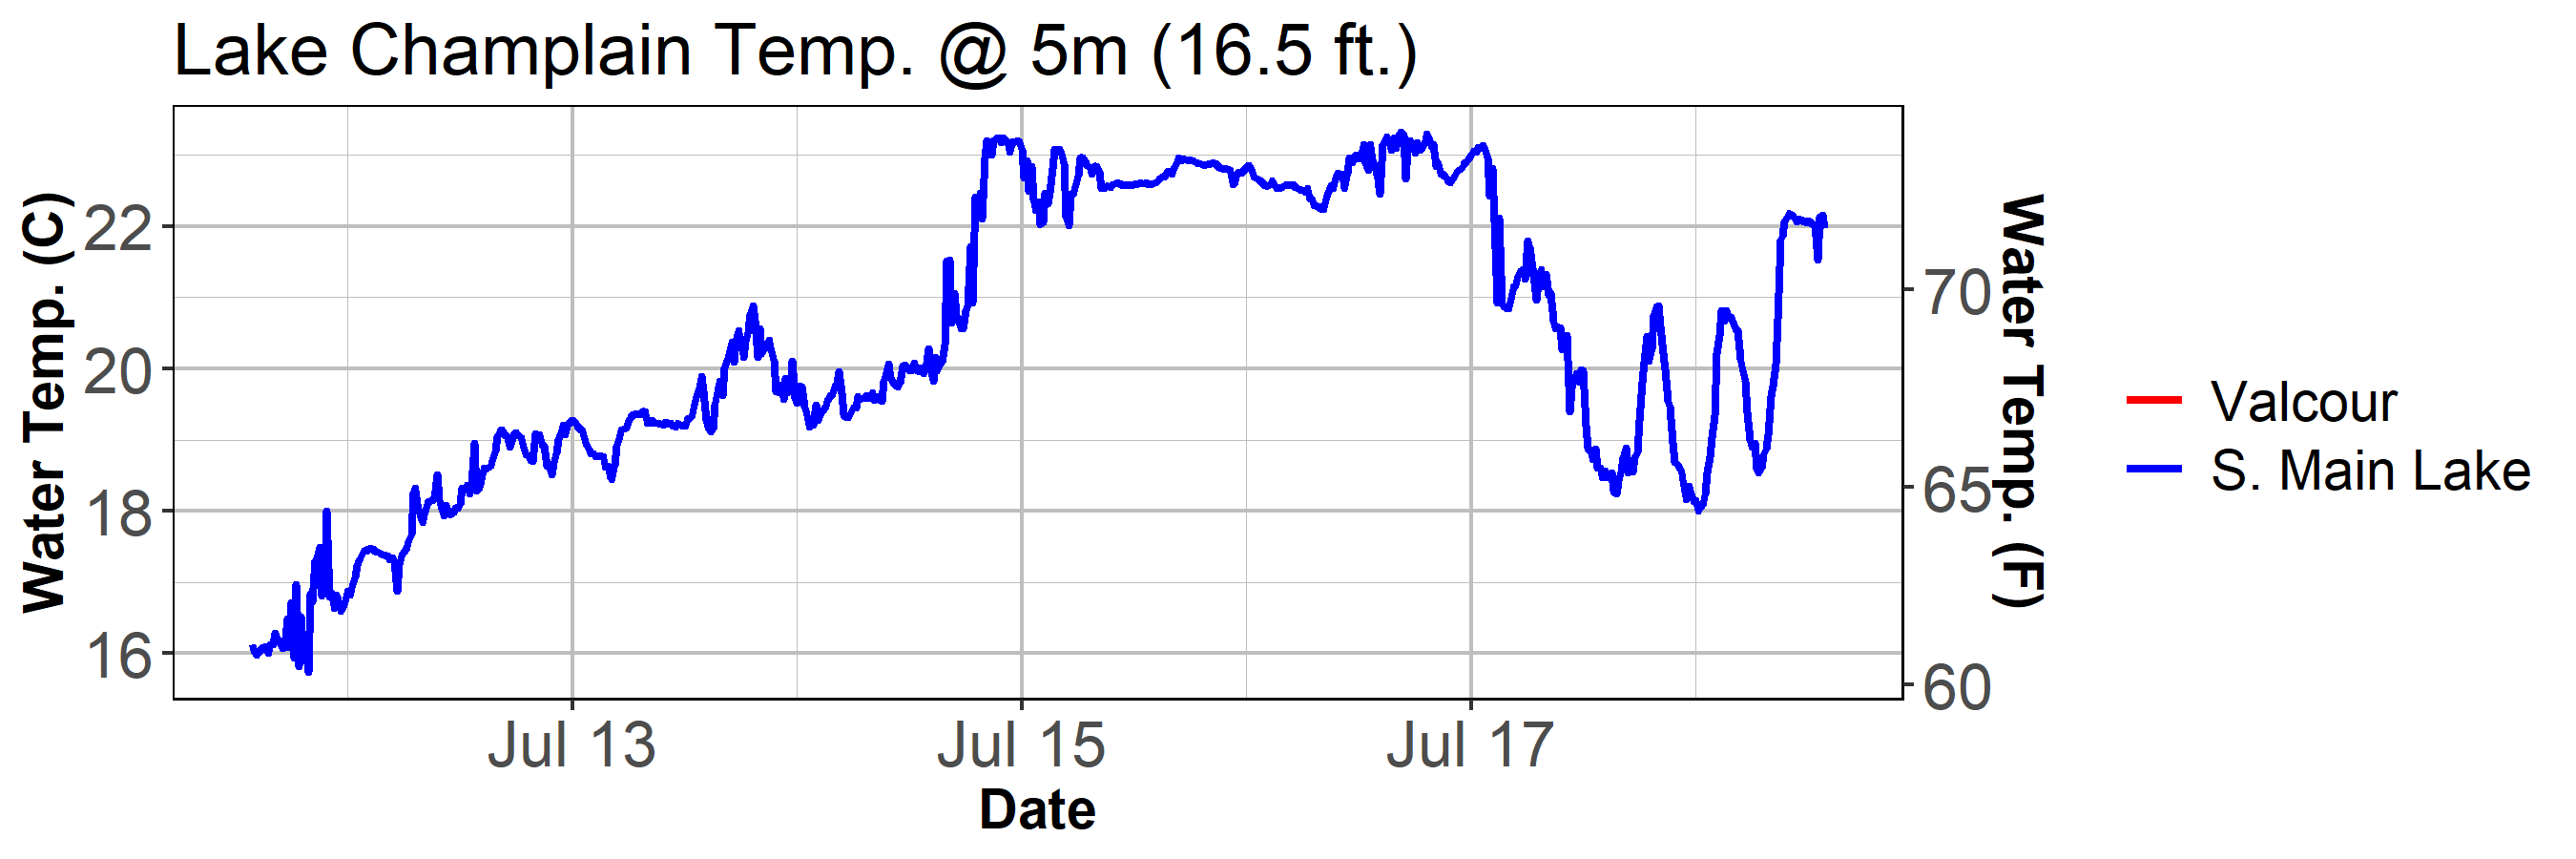 Lake Champlain Temp. @ 5m (16.5 ft.)
Water Temp. (C)
22
20
18
16
70
65
60
Water Temp. (F)
Jul 13
Jul 15
Jul 17
Date
Valcour
S. Main Lake